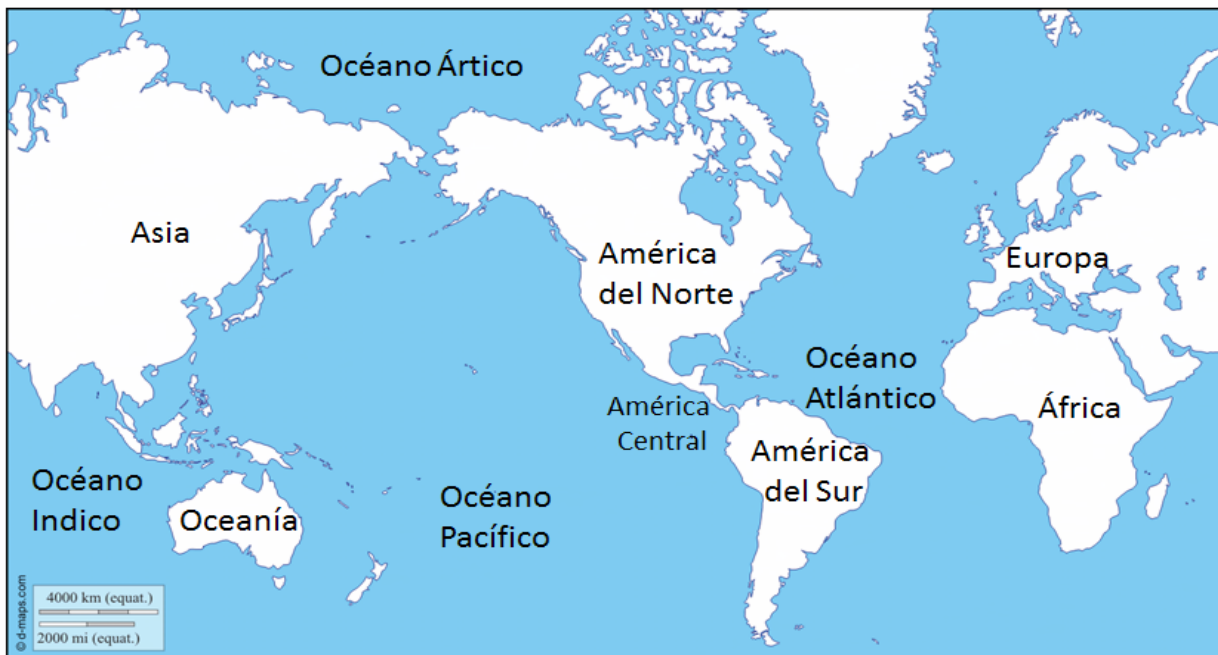 Océano Ártico
Asia
América
del Norte
Europa
Océano
Atlántico
América
Central
África
América
del Sur
Océano
Indico
Oceanía
Océano
Pacífico
4000 km (equat.)
2000 mi (equat.)
© d-maps.com